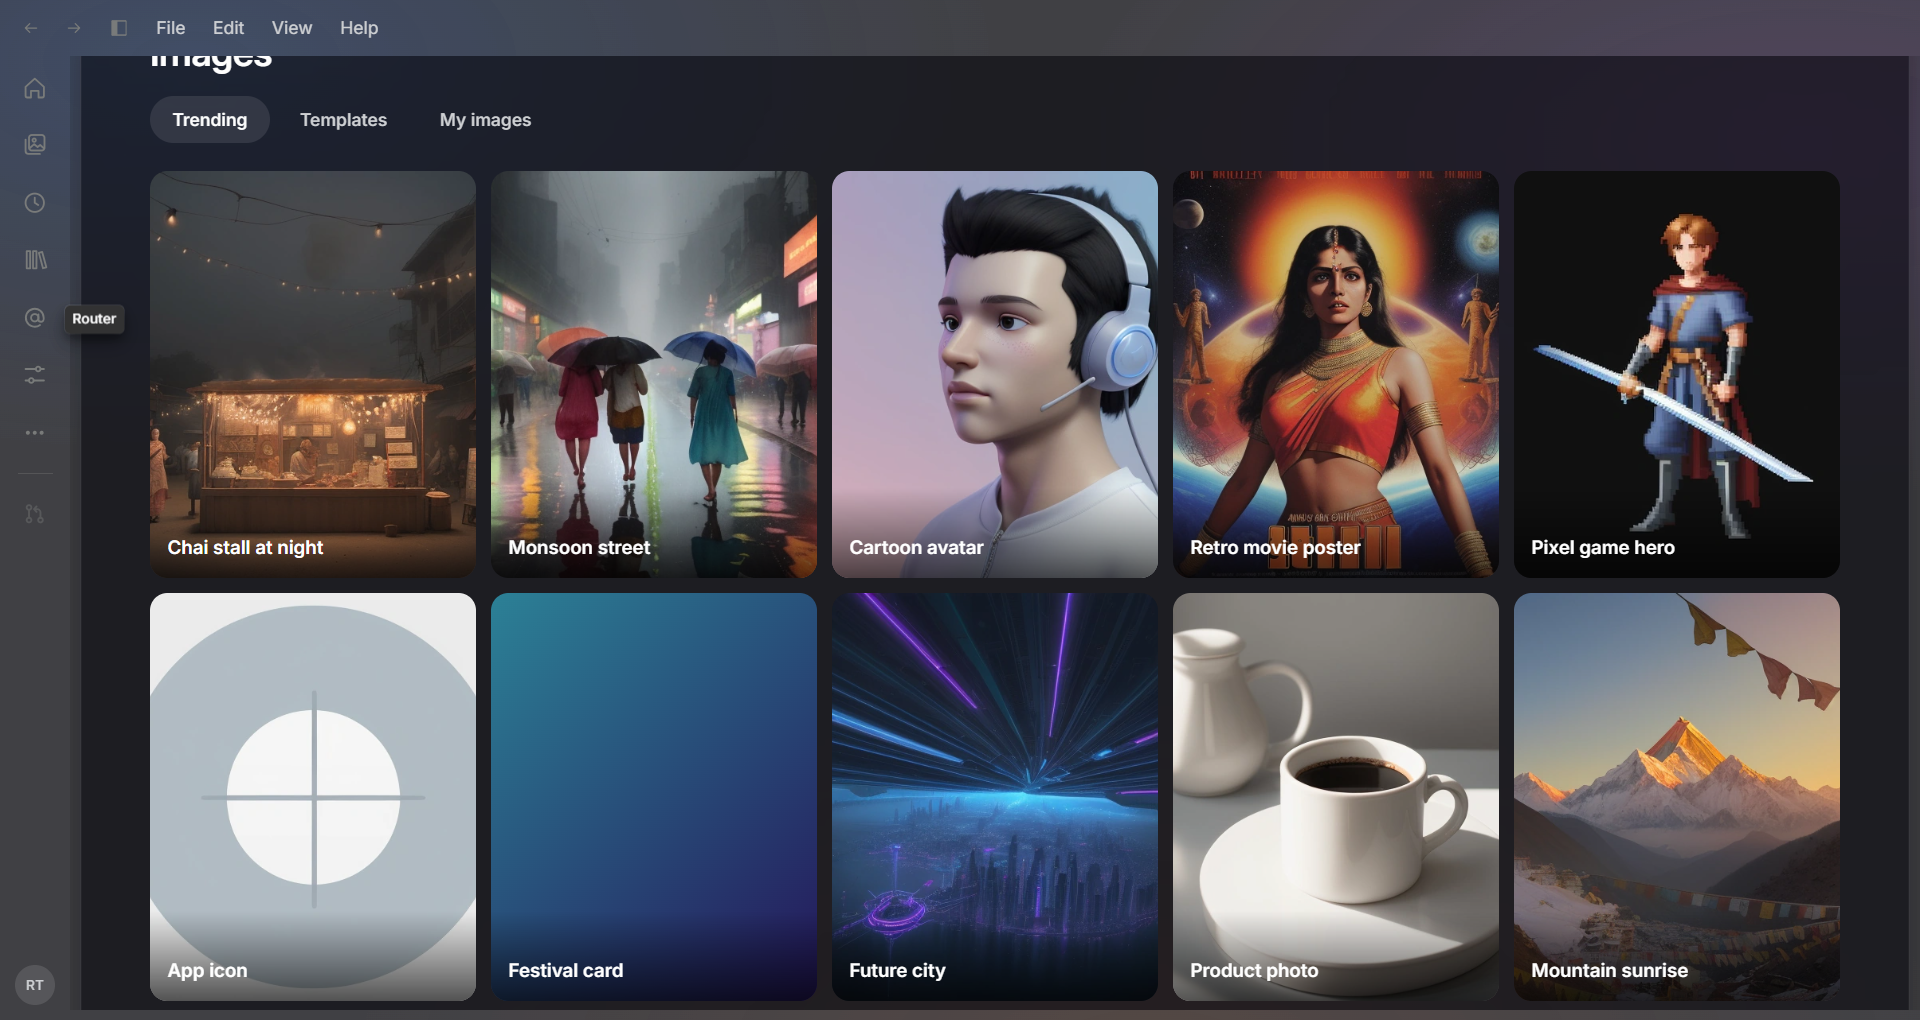 File Edit View Help
Images
Trending Templates My images
Router
Chai stall at night
Monsoon street
Cartoon avatar
Retro movie poster
Pixel game hero
App icon
Festival card
Future city
Product photo
Mountain sunrise
RT